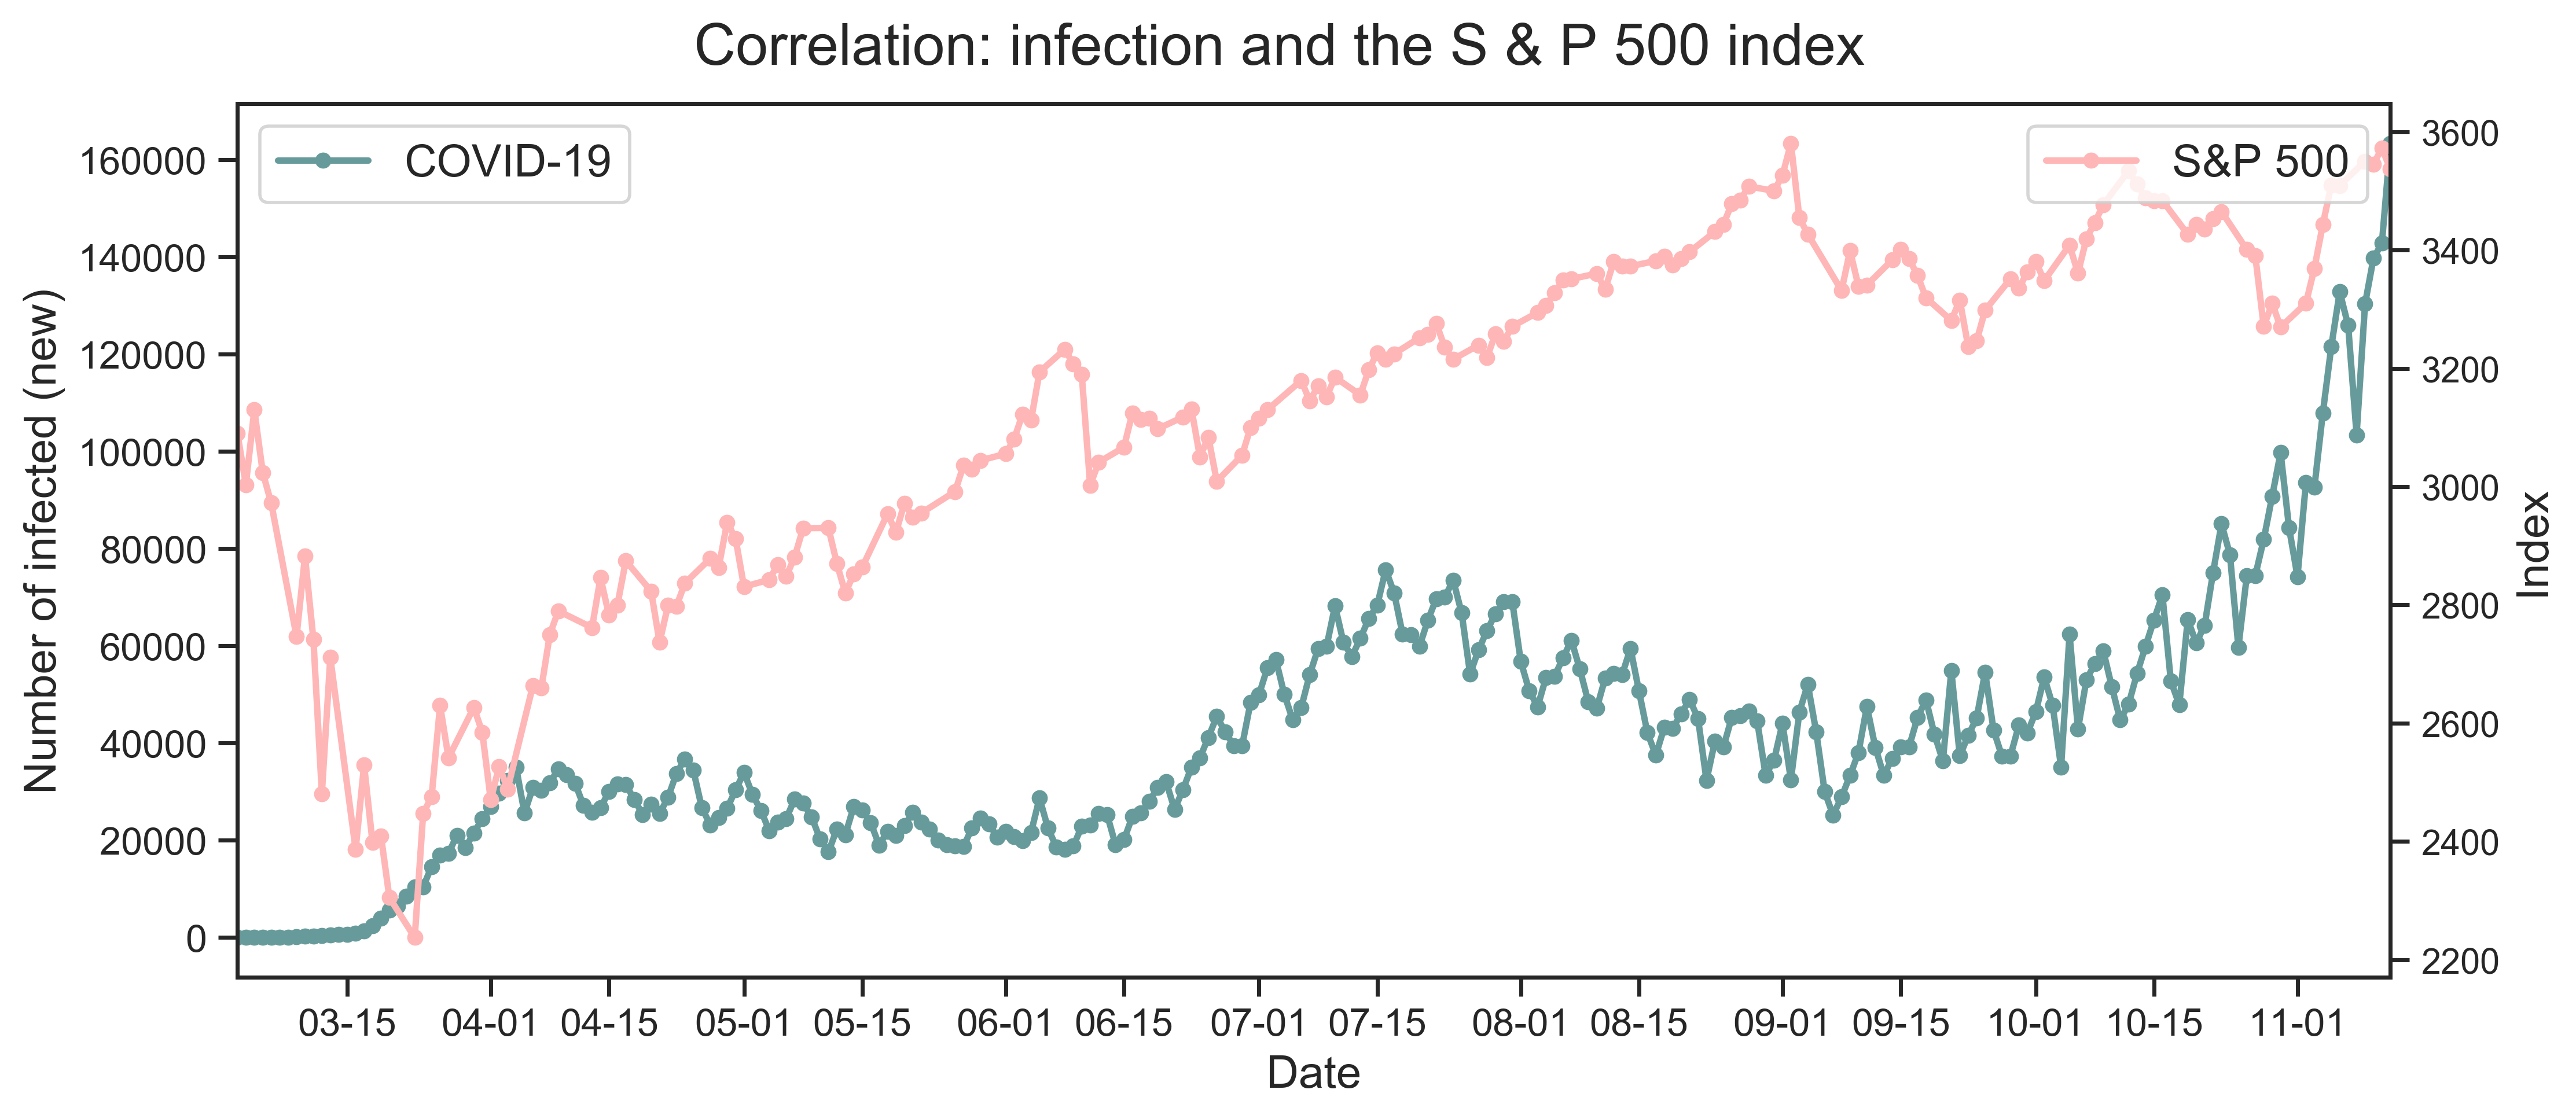 Correlation: infection and the S & P 500 index
COVID-19
S&P 500
Number of infected (new)
160000
140000
120000
100000
80000
60000
40000
20000
0
3600
3400
3200
3000
2800
2600
2400
2200
Index
03-15 04-01 04-15 05-01 05-15 06-01 06-15 07-01 07-15 08-01 08-15 09-01 09-15 10-01 10-15 11-01
Date